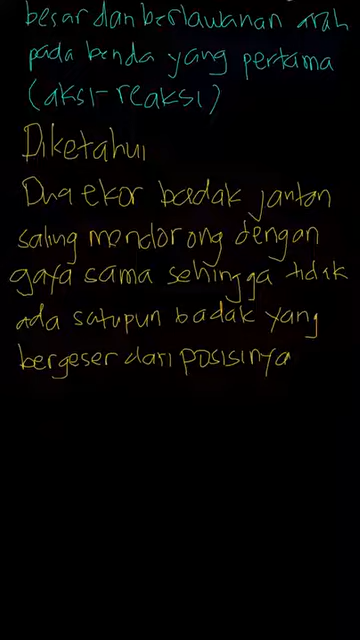 besar dan berlawanan arah
pada benda yang pertama
(aksi-reaksi)
Diketahui
Dua ekor badak jantan
saling mendorong dengan
gaya sama sehingga tidak
ada satupun badak yang
bergeser dari posisinya